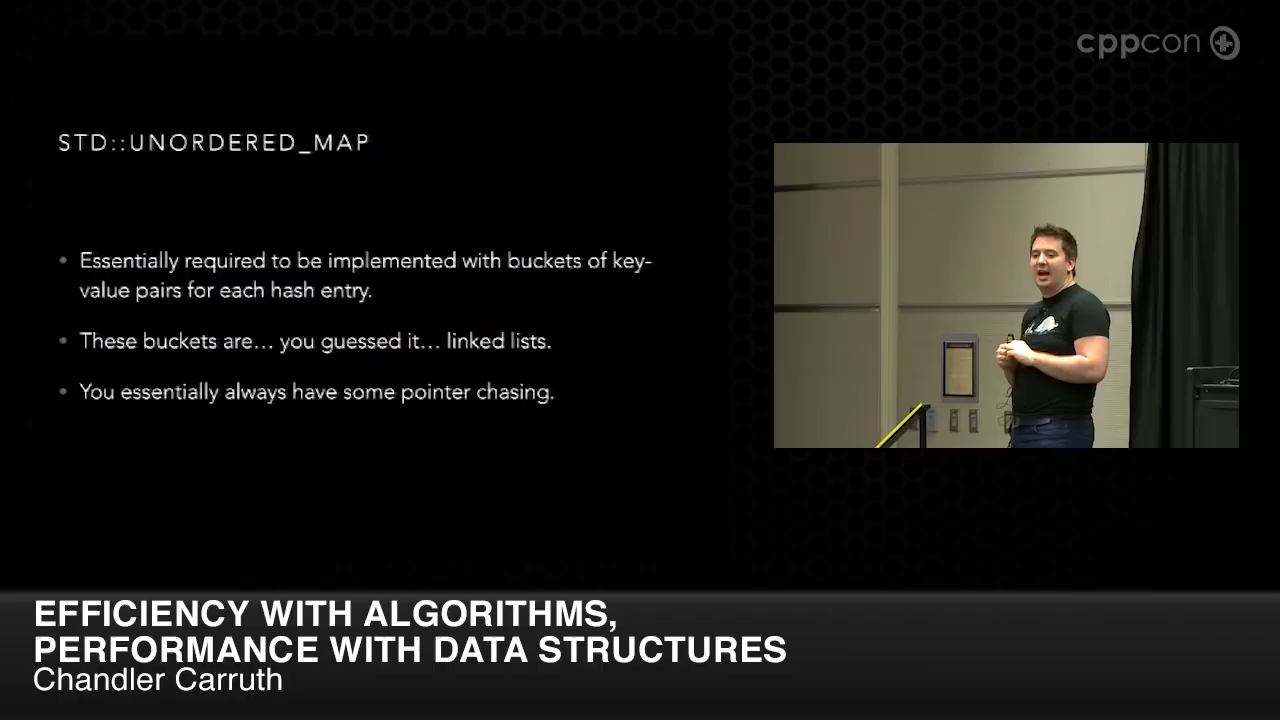 cppcon
STD::UNORDERED_MAP
• Essentially required to be implemented with buckets of key-
value pairs for each hash entry.
• These buckets are… you guessed it… linked lists.
• You essentially always have some pointer chasing.
EFFICIENCY WITH ALGORITHMS,
PERFORMANCE WITH DATA STRUCTURES
Chandler Carruth